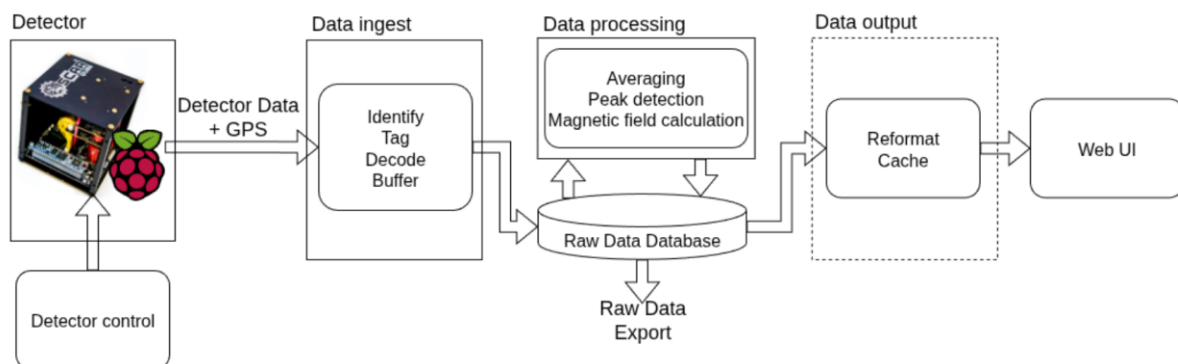 Detector
Detector Data
+ GPS
Detector control
Data ingest
Identify
Tag
Decode
Buffer
Data processing
Averaging
Peak detection
Magnetic field calculation
Raw Data Database
Raw Data
Export
Data output
Reformat
Cache
Web UI